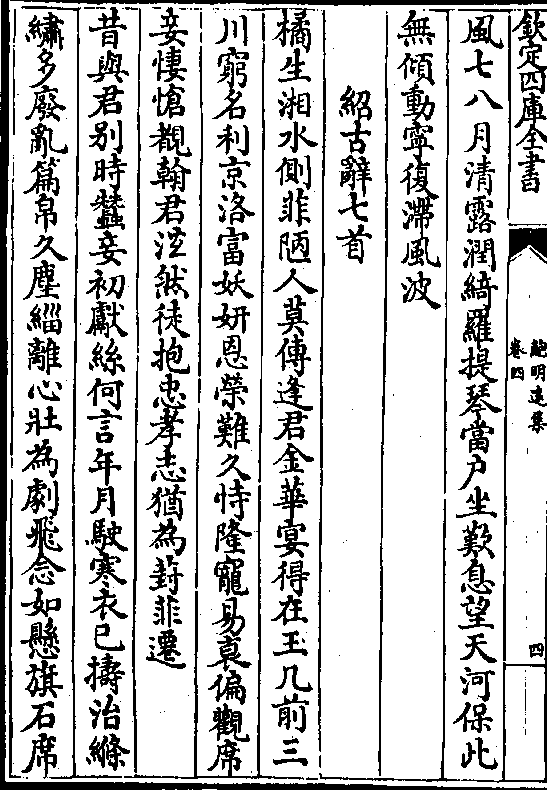 欽定四庫全書
鮑明遠集
卷四
四
風七八月清露潤綺羅提琴當户坐歎息望天河保此
無傾動寧復滯風波
紹古辭七首
橘生湘水側菲陋人莫傳逢君金華宴得在玉几前三
川窮名利京洛富妖妍恩榮難久恃隆寵易衰偏觀席
妾悽愴覩翰君泫然徒抱忠孝志猶為葑菲遷
昔與君别時蠶妾初獻絲何言年月駛寒衣已擣治絛
繡多廢亂篇帛久塵緇離心壯為劇飛念如懸旗石席